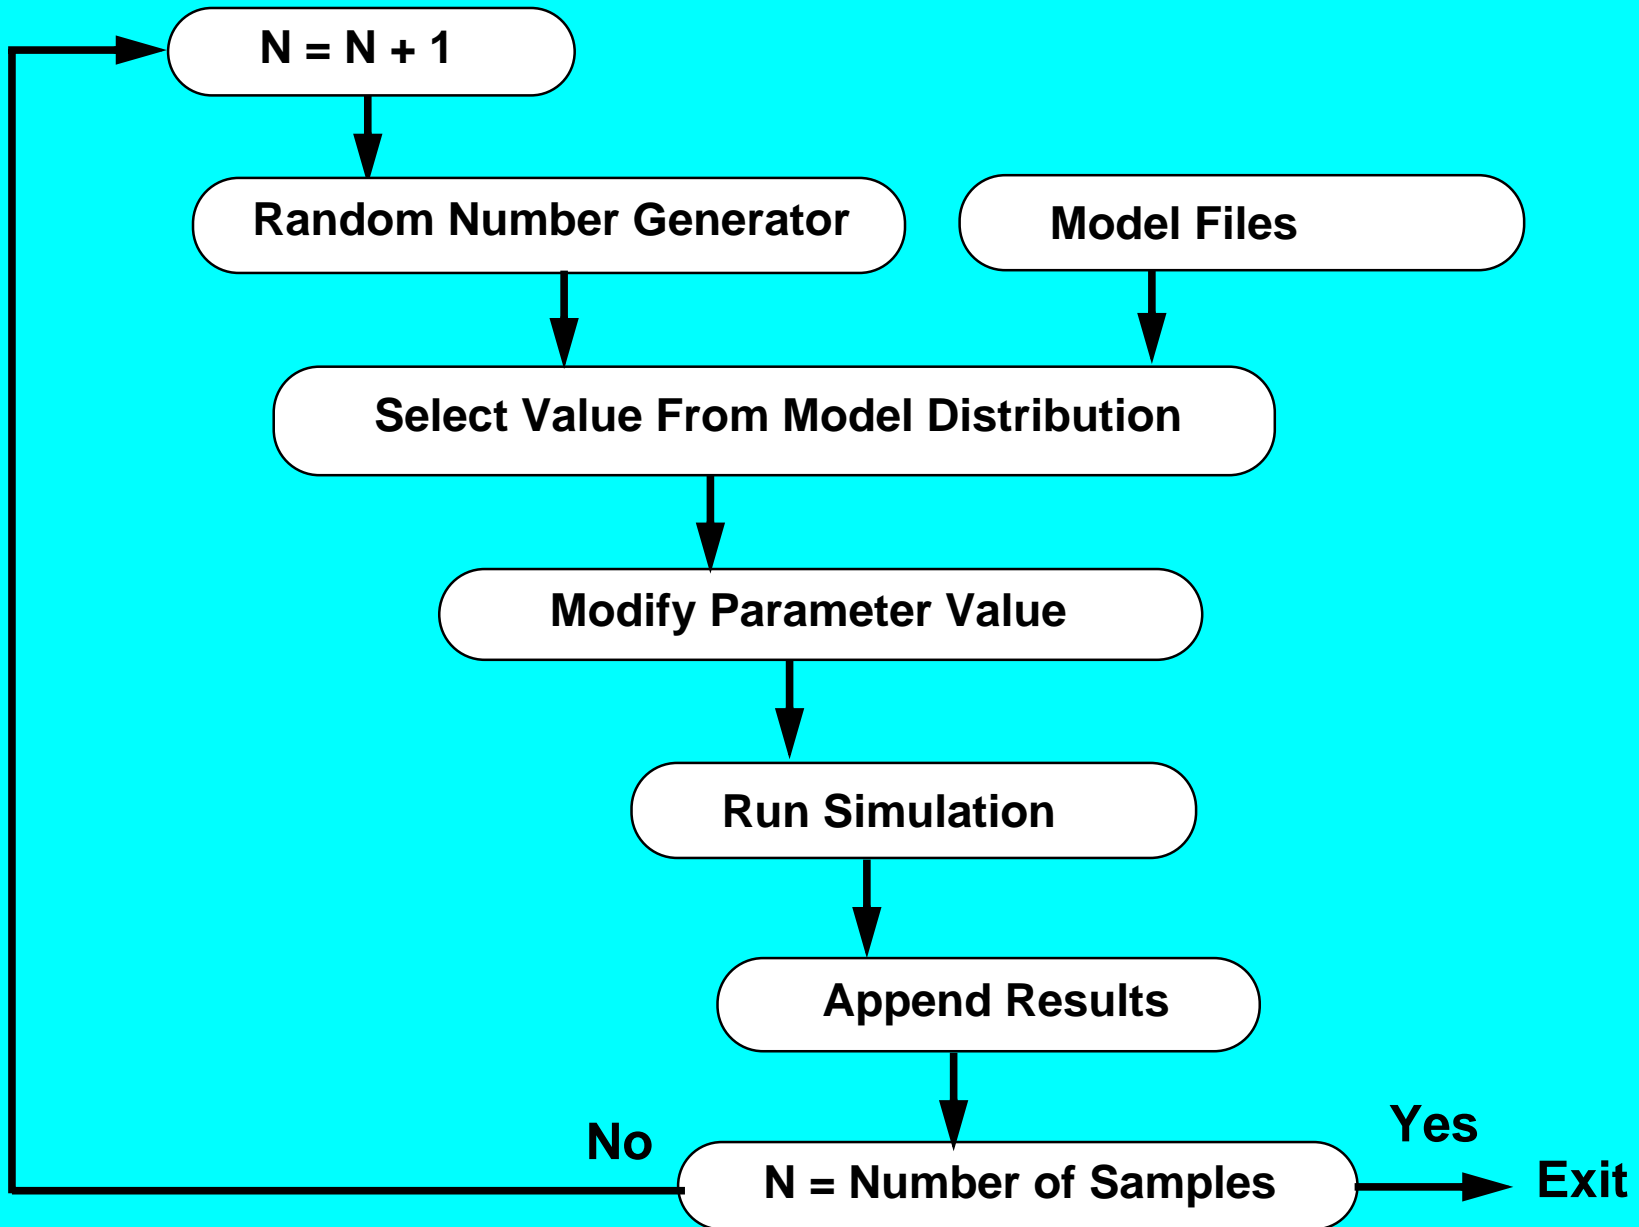 N = N + 1
Random Number Generator
Model Files
Select Value From Model Distribution
Modify Parameter Value
Run Simulation
Append Results
No
Yes
N = Number of Samples
Exit